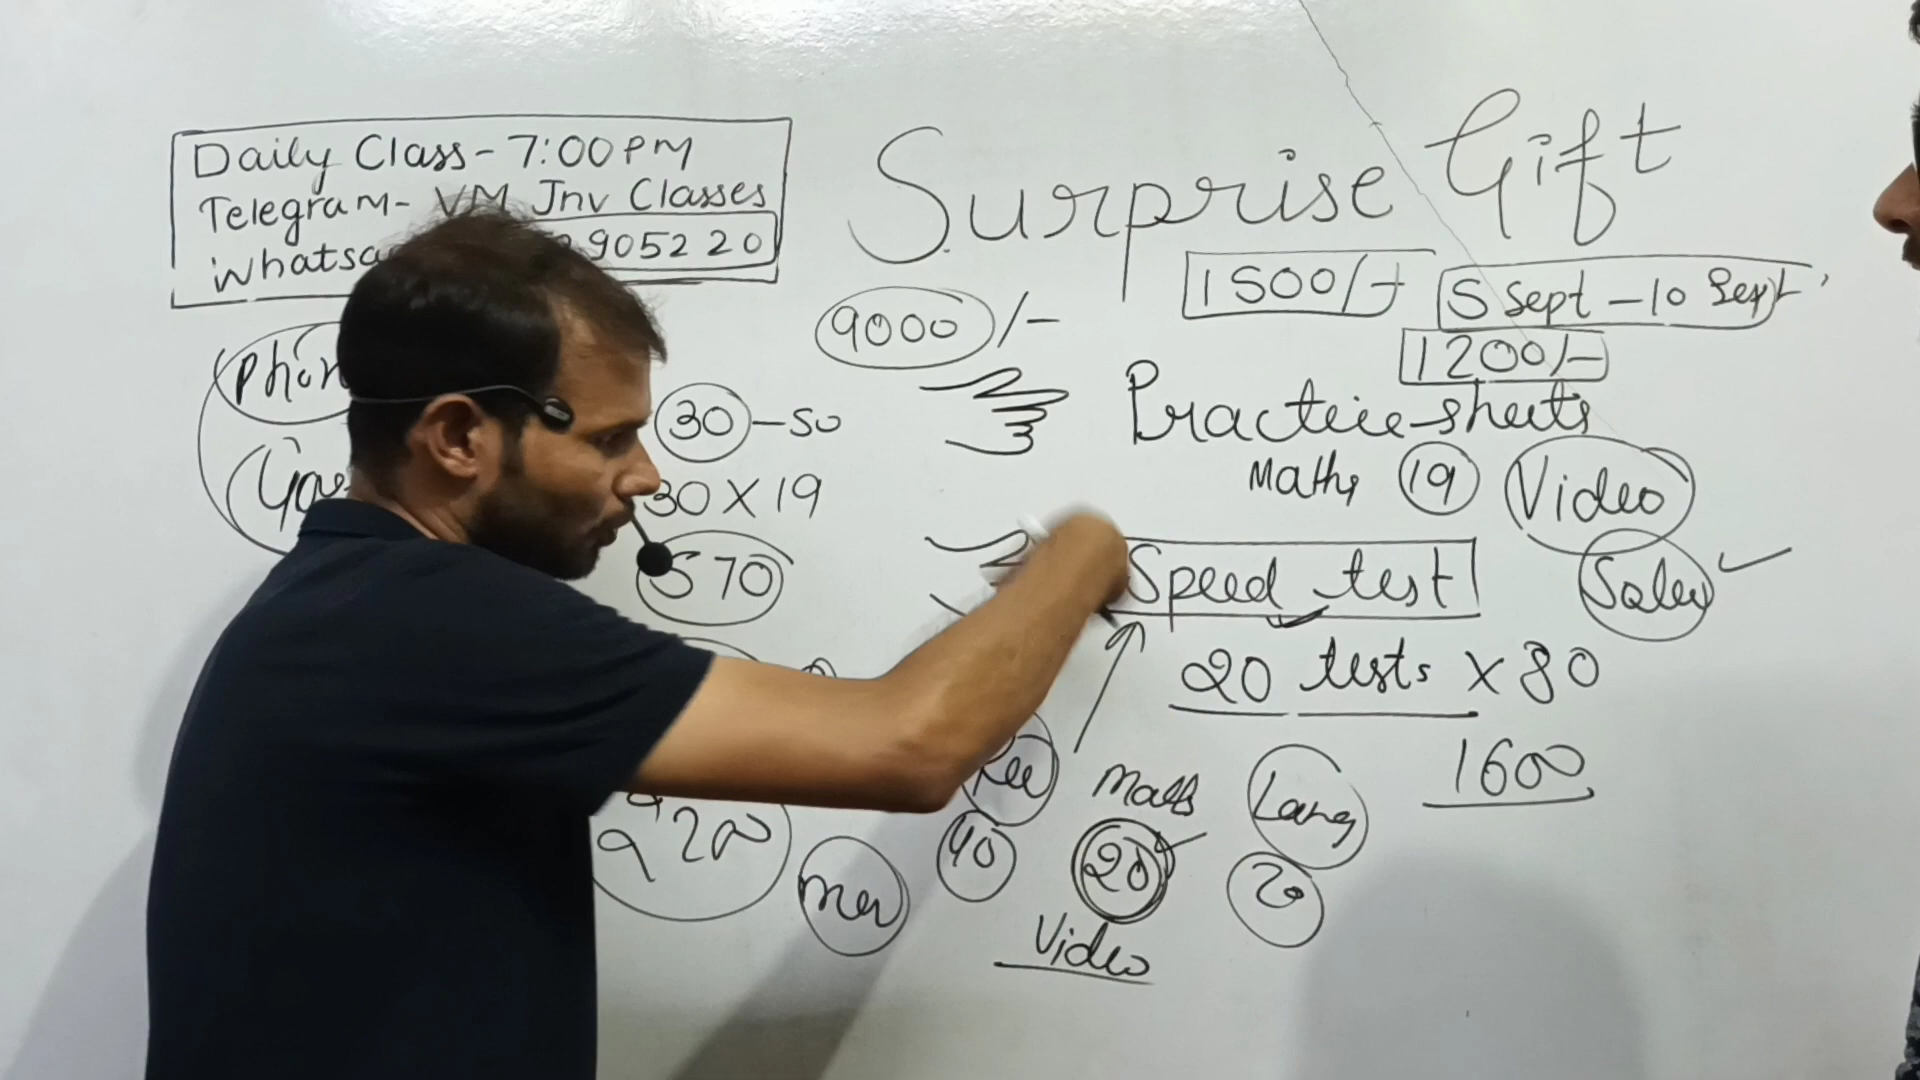 Daily Class - 7:00 PM
Telegram - VM Jnv Classes
9052 20
Surprise Gift
1500/-
5 Sept - 10 Sept
9000/-
1200/-
30 - 50
Practice sheets
30 X 19
Maths 19 Video
570
Speed test
20 tests X 80
1600
Maths Lang
40 20 20
Video